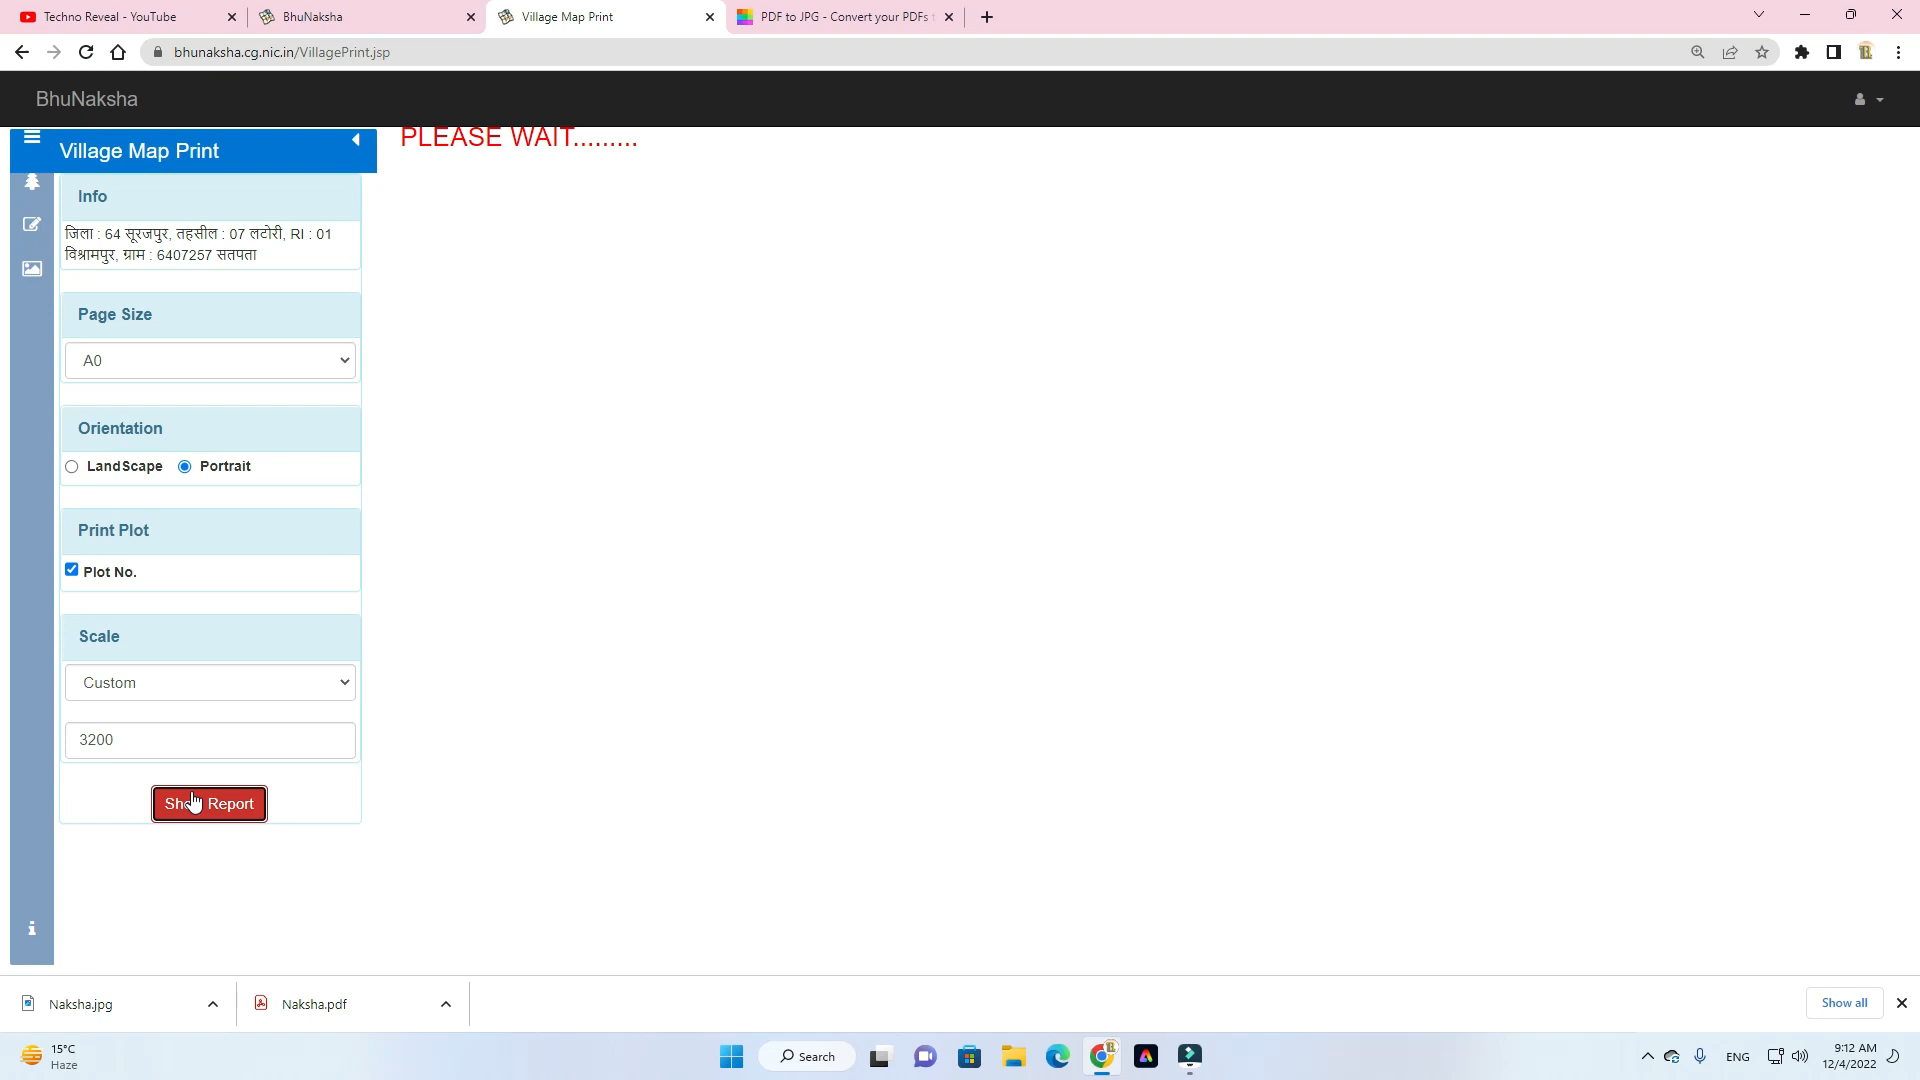 Techno Reveal - YouTube
BhuNaksha
Village Map Print
PDF to JPG - Convert your PDFs
bhunaksha.cg.nic.in/VillagePrint.jsp
BhuNaksha
Village Map Print
PLEASE WAIT.........
Info
जिला : 64 सूरजपुर, तहसील : 07 लटोरी, RI : 01
विश्रामपुर, ग्राम : 6407257 सतपता
Page Size
A0
Orientation
LandScape
Portrait
Print Plot
Plot No.
Scale
Custom
3200
Show Report
Naksha.jpg
Naksha.pdf
Show all
15°C
Haze
Search
ENG
9:12 AM
12/4/2022